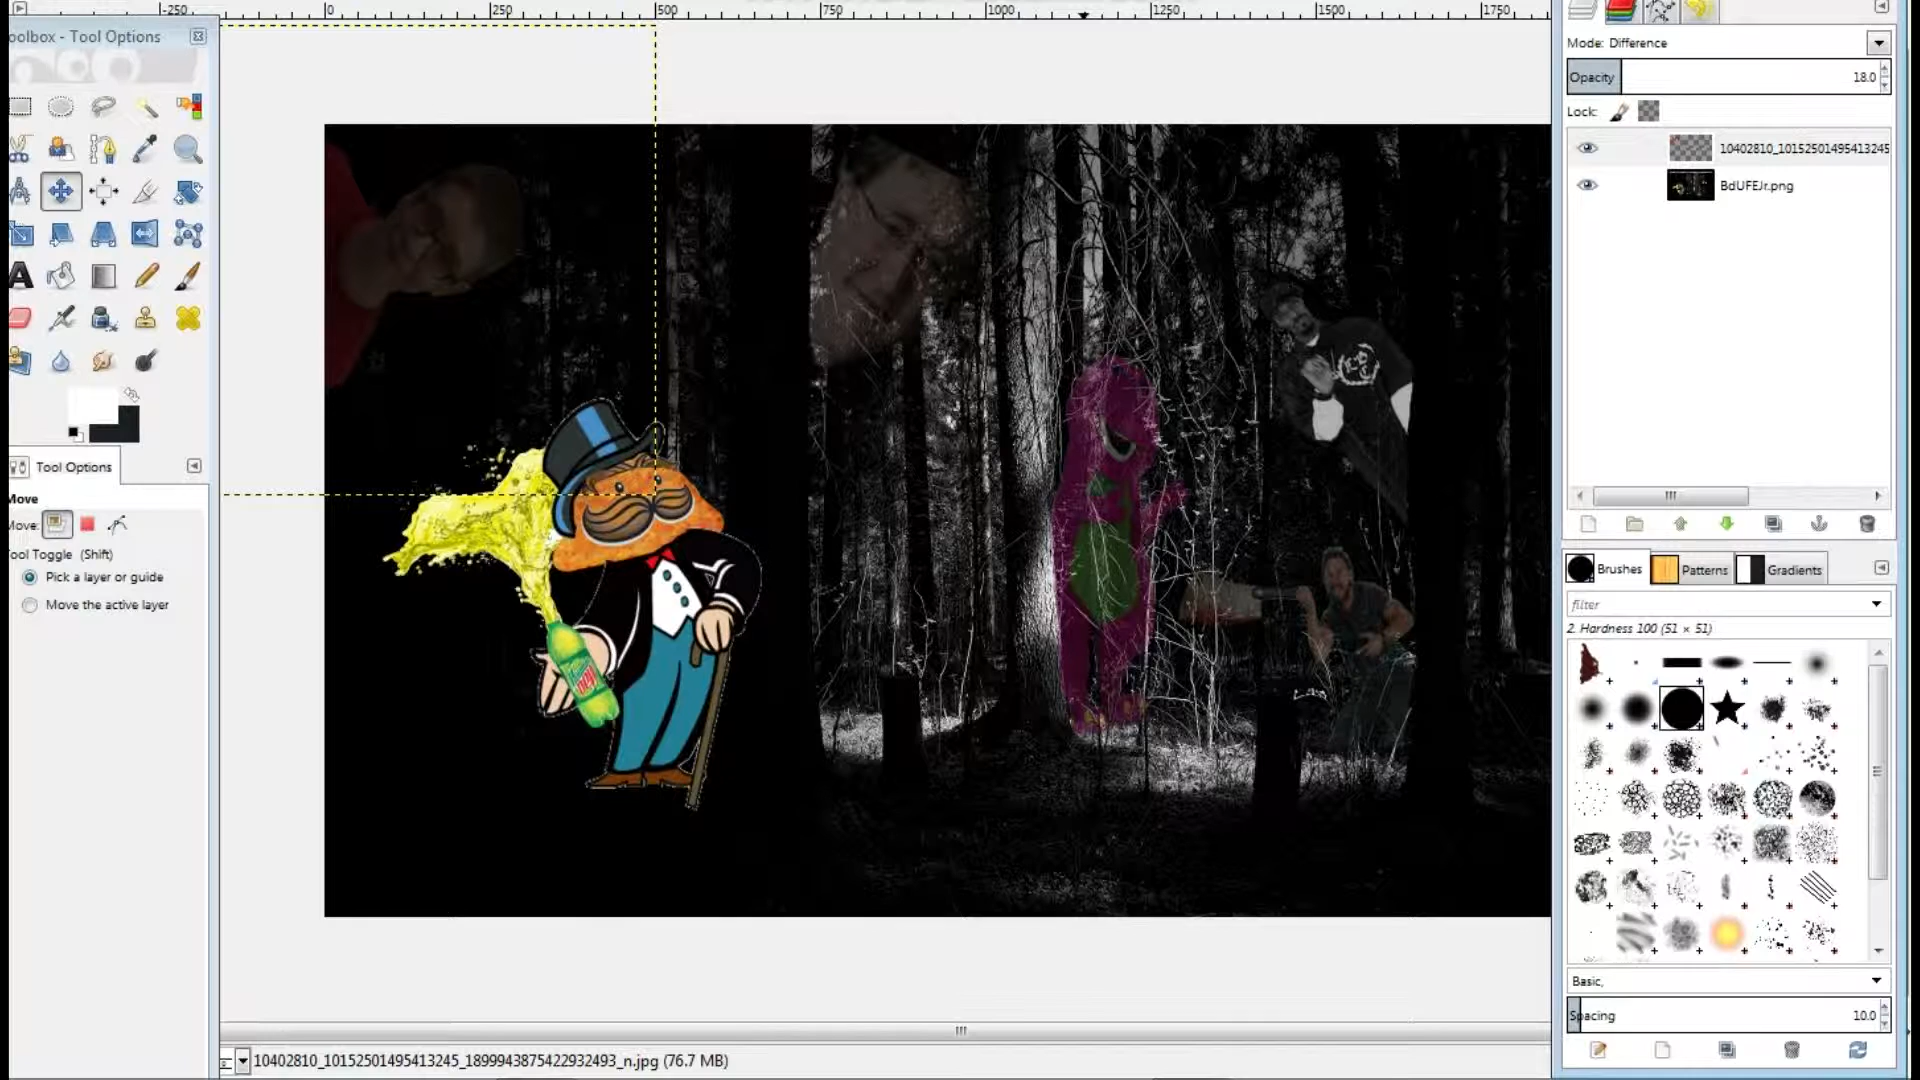 -250 0 250 500 750 1000 1250 1500 1750
oolbox - Tool Options
Mode: Difference
Opacity 18.0
Lock:
10402810_10152501495413245
BdUFEJr.png
Tool Options
Move
Move:
ool Toggle (Shift)
Pick a layer or guide
Move the active layer
Brushes Patterns Gradients
filter
2. Hardness 100 (51 × 51)
Basic,
Spacing 10.0
10402810_10152501495413245_1899943875422932493_n.jpg (76.7 MB)